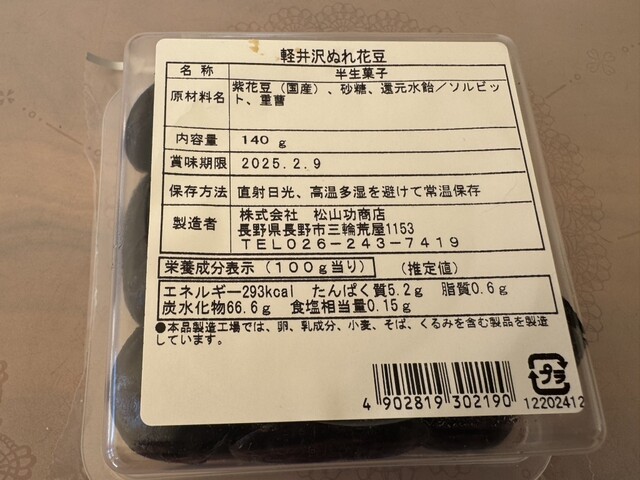 軽井沢ぬれ花豆
名称 半生菓子
原材料名 紫花豆(国産)、砂糖、還元水飴/ソルビッ
ト、重曹
内容量 140 g
賞味期限 2025.2.9
保存方法 直射日光、高温多湿を避けて常温保存
製造者 株式会社 松山功商店
長野県長野市三輪荒屋1153
TEL026-243-7419
栄養成分表示(100g当り) (推定値)
エネルギー293kcal たんぱく質5.2g 脂質0.6g
炭水化物66.6g 食塩相当量0.15g
●本品製造工場では、卵、乳成分、小麦、そば、くるみを含む製品を製造
しています。
プラ
4 902819 302190 12202412